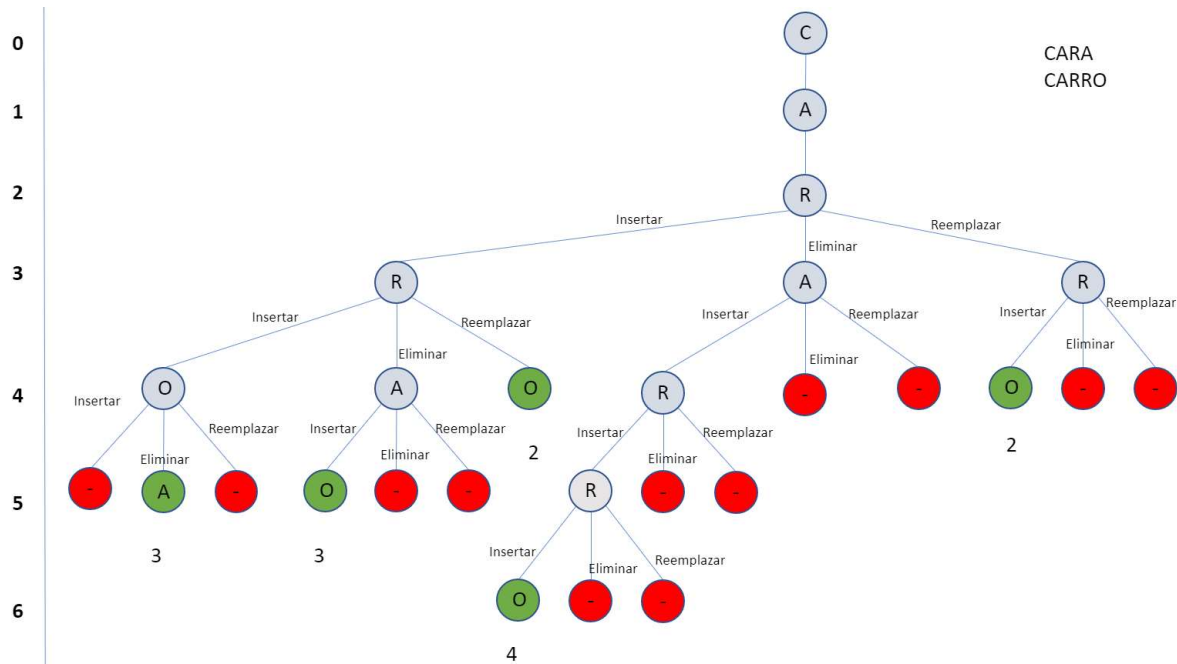 0
C
CARA
CARRO
1
A
2
R
Insertar
Eliminar
Reemplazar
3
R
A
R
Insertar
Eliminar
Reemplazar
Insertar
Eliminar
Reemplazar
Insertar
Eliminar
Reemplazar
4
O
A
O
R
-
-
O
-
-
2
2
Insertar
Eliminar
Reemplazar
Insertar
Eliminar
Reemplazar
Insertar
Eliminar
Reemplazar
5
-
A
-
O
-
-
R
-
-
3
3
Insertar
Eliminar
Reemplazar
6
O
-
-
4